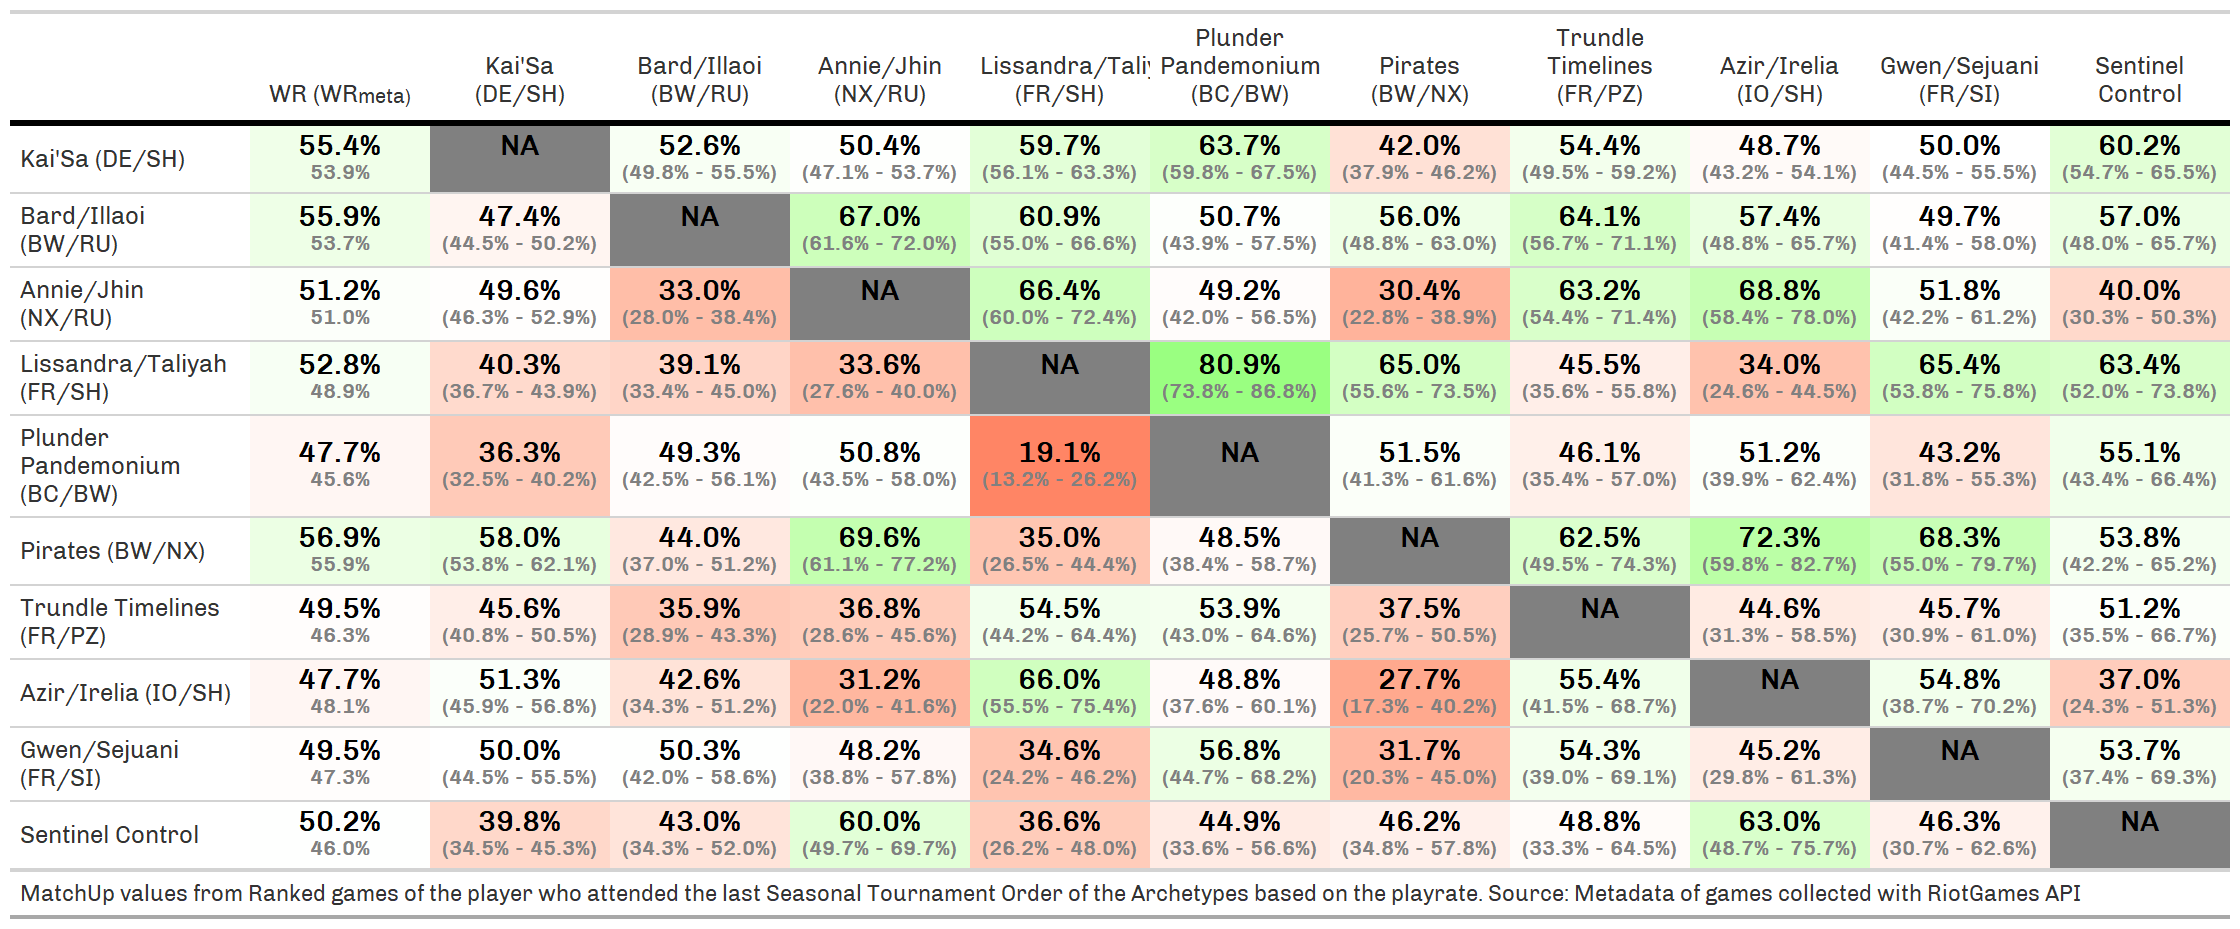 WR (WRmeta) Kai'Sa (DE/SH) Bard/Illaoi (BW/RU) Annie/Jhin (NX/RU) Lissandra/Taliy (FR/SH) Plunder Pandemonium (BC/BW) Pirates (BW/NX) Trundle Timelines (FR/PZ) Azir/Irelia (IO/SH) Gwen/Sejuani (FR/SI) Sentinel Control
Kai'Sa (DE/SH) 55.4% NA 52.6% 50.4% 59.7% 63.7% 42.0% 54.4% 48.7% 50.0% 60.2%
53.9% (49.8% - 55.5%) (47.1% - 53.7%) (56.1% - 63.3%) (59.8% - 67.5%) (37.9% - 46.2%) (49.5% - 59.2%) (43.2% - 54.1%) (44.5% - 55.5%) (54.7% - 65.5%)
Bard/Illaoi (BW/RU) 55.9% 47.4% NA 67.0% 60.9% 50.7% 56.0% 64.1% 57.4% 49.7% 57.0%
53.7% (44.5% - 50.2%) (61.6% - 72.0%) (55.0% - 66.6%) (43.9% - 57.5%) (48.8% - 63.0%) (56.7% - 71.1%) (48.8% - 65.7%) (41.4% - 58.0%) (48.0% - 65.7%)
Annie/Jhin (NX/RU) 51.2% 49.6% 33.0% NA 66.4% 49.2% 30.4% 63.2% 68.8% 51.8% 40.0%
51.0% (46.3% - 52.9%) (28.0% - 38.4%) (60.0% - 72.4%) (42.0% - 56.5%) (22.8% - 38.9%) (54.4% - 71.4%) (58.4% - 78.0%) (42.2% - 61.2%) (30.3% - 50.3%)
Lissandra/Taliyah (FR/SH) 52.8% 40.3% 39.1% 33.6% NA 80.9% 65.0% 45.5% 34.0% 65.4% 63.4%
48.9% (36.7% - 43.9%) (33.4% - 45.0%) (27.6% - 40.0%) (73.8% - 86.8%) (55.6% - 73.5%) (35.6% - 55.8%) (24.6% - 44.5%) (53.8% - 75.8%) (52.0% - 73.8%)
Plunder Pandemonium (BC/BW) 47.7% 36.3% 49.3% 50.8% 19.1% NA 51.5% 46.1% 51.2% 43.2% 55.1%
45.6% (32.5% - 40.2%) (42.5% - 56.1%) (43.5% - 58.0%) (13.2% - 26.2%) (41.3% - 61.6%) (35.4% - 57.0%) (39.9% - 62.4%) (31.8% - 55.3%) (43.4% - 66.4%)
Pirates (BW/NX) 56.9% 58.0% 44.0% 69.6% 35.0% 48.5% NA 62.5% 72.3% 68.3% 53.8%
55.9% (53.8% - 62.1%) (37.0% - 51.2%) (61.1% - 77.2%) (26.5% - 44.4%) (38.4% - 58.7%) (49.5% - 74.3%) (59.8% - 82.7%) (55.0% - 79.7%) (42.2% - 65.2%)
Trundle Timelines (FR/PZ) 49.5% 45.6% 35.9% 36.8% 54.5% 53.9% 37.5% NA 44.6% 45.7% 51.2%
46.3% (40.8% - 50.5%) (28.9% - 43.3%) (28.6% - 45.6%) (44.2% - 64.4%) (43.0% - 64.6%) (25.7% - 50.5%) (31.3% - 58.5%) (30.9% - 61.0%) (35.5% - 66.7%)
Azir/Irelia (IO/SH) 47.7% 51.3% 42.6% 31.2% 66.0% 48.8% 27.7% 55.4% NA 54.8% 37.0%
48.1% (45.9% - 56.8%) (34.3% - 51.2%) (22.0% - 41.6%) (55.5% - 75.4%) (37.6% - 60.1%) (17.3% - 40.2%) (41.5% - 68.7%) (38.7% - 70.2%) (24.3% - 51.3%)
Gwen/Sejuani (FR/SI) 49.5% 50.0% 50.3% 48.2% 34.6% 56.8% 31.7% 54.3% 45.2% NA 53.7%
47.3% (44.5% - 55.5%) (42.0% - 58.6%) (38.8% - 57.8%) (24.2% - 46.2%) (44.7% - 68.2%) (20.3% - 45.0%) (39.0% - 69.1%) (29.8% - 61.3%) (37.4% - 69.3%)
Sentinel Control 50.2% 39.8% 43.0% 60.0% 36.6% 44.9% 46.2% 48.8% 63.0% 46.3% NA
46.0% (34.5% - 45.3%) (34.3% - 52.0%) (49.7% - 69.7%) (26.2% - 48.0%) (33.6% - 56.6%) (34.8% - 57.8%) (33.3% - 64.5%) (48.7% - 75.7%) (30.7% - 62.6%)
MatchUp values from Ranked games of the player who attended the last Seasonal Tournament Order of the Archetypes based on the playrate. Source: Metadata of games collected with RiotGames API